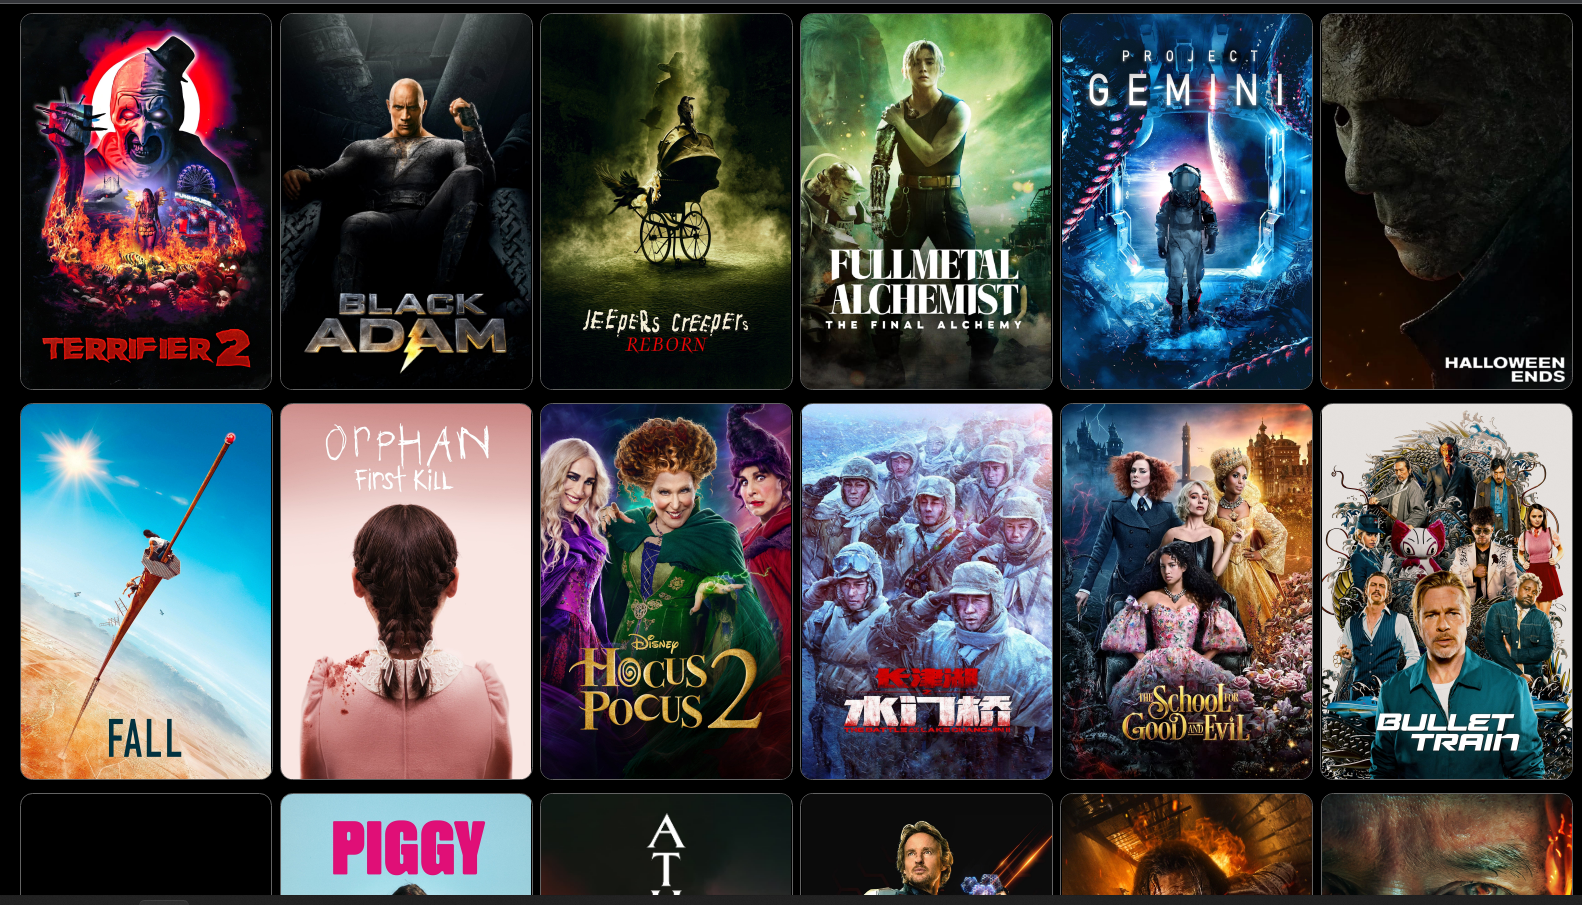 TERRIFIER 2
BLACK
ADAM
JEEPERS CREEPERS
REBORN
FULLMETAL
ALCHEMIST
THE FINAL ALCHEMY
PROJECT
GEMINI
HALLOWEEN
ENDS
FALL
ORPHAN
First Kill
DISNEY
HOCUS
POCUS 2
长津湖
水门桥
THE SCHOOL FOR
GOOD AND EVIL
BULLET
TRAIN
PIGGY
A
T